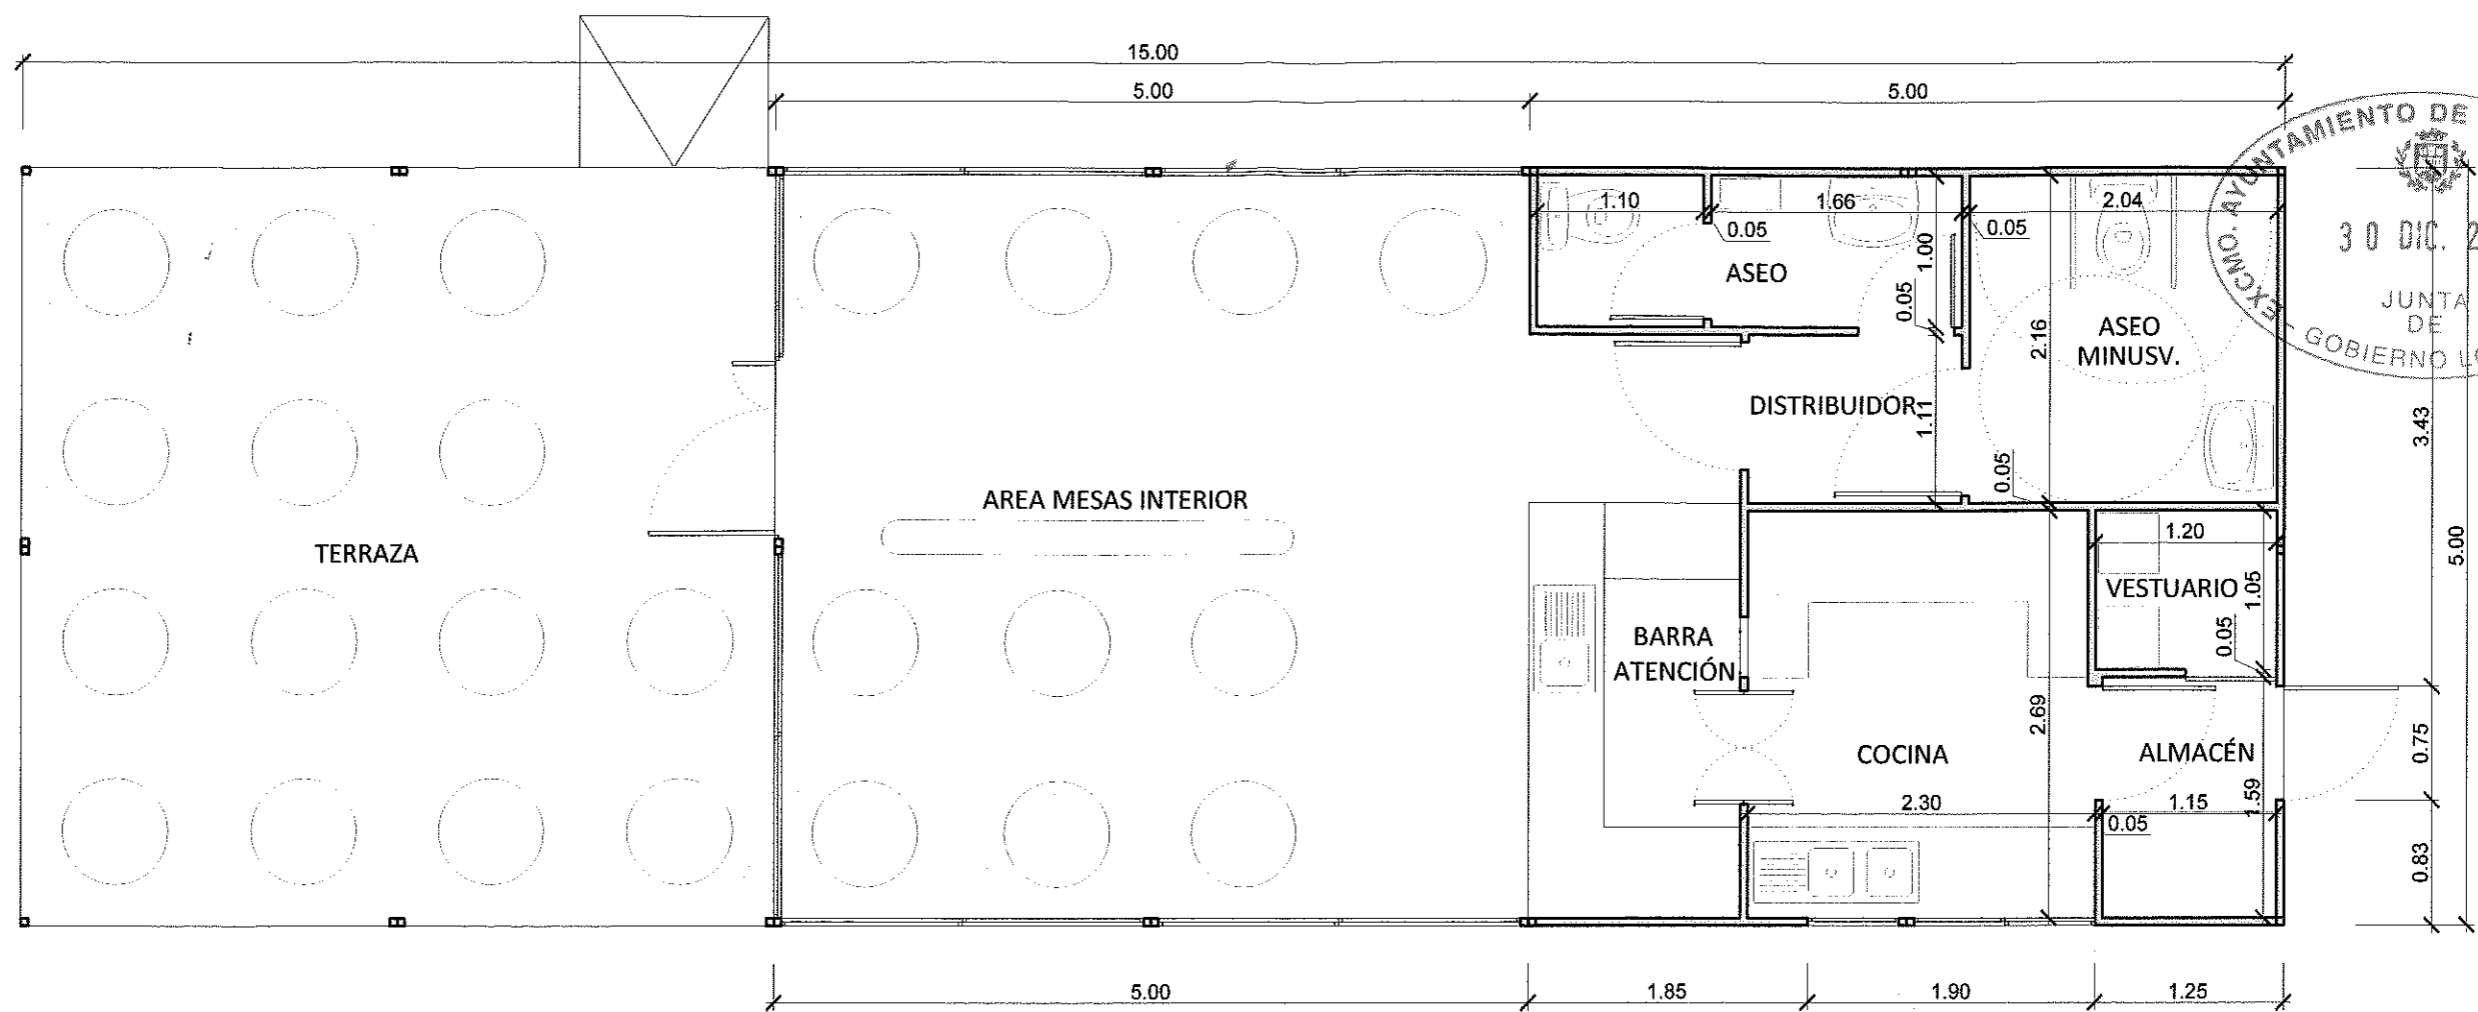 15.00
5.00
5.00
EXCMO. AYUNTAMIENTO DE
30 DIC. 2
JUNTA
DE
GOBIERNO
1.10
1.66
2.04
0.05
0.05
1.00
ASEO
0.05
2.16
ASEO
MINUSV.
DISTRIBUIDOR
1.11
3.43
0.05
AREA MESAS INTERIOR
TERRAZA
1.20
5.00
VESTUARIO
1.05
0.05
BARRA
ATENCIÓN
2.69
COCINA
ALMACÉN
0.75
2.30
1.15
1.59
0.05
0.83
5.00
1.85
1.90
1.25